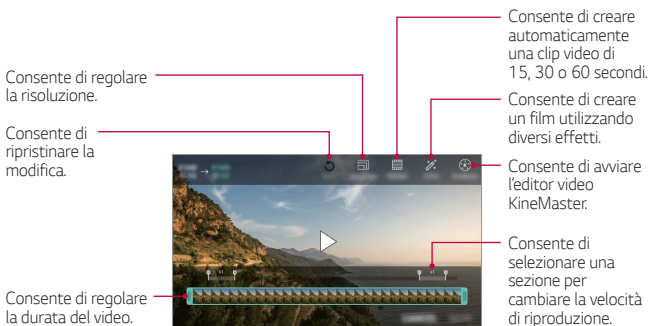 Consente di regolare
la risoluzione.
Consente di
ripristinare la
modifica.
Consente di regolare
la durata del video.
Consente di creare
automaticamente
una clip video di
15, 30 o 60 secondi.
Consente di creare
un film utilizzando
diversi effetti.
Consente di avviare
l'editor video
KineMaster.
Consente di
selezionare una
sezione per
cambiare la velocità
di riproduzione.
x1
x1